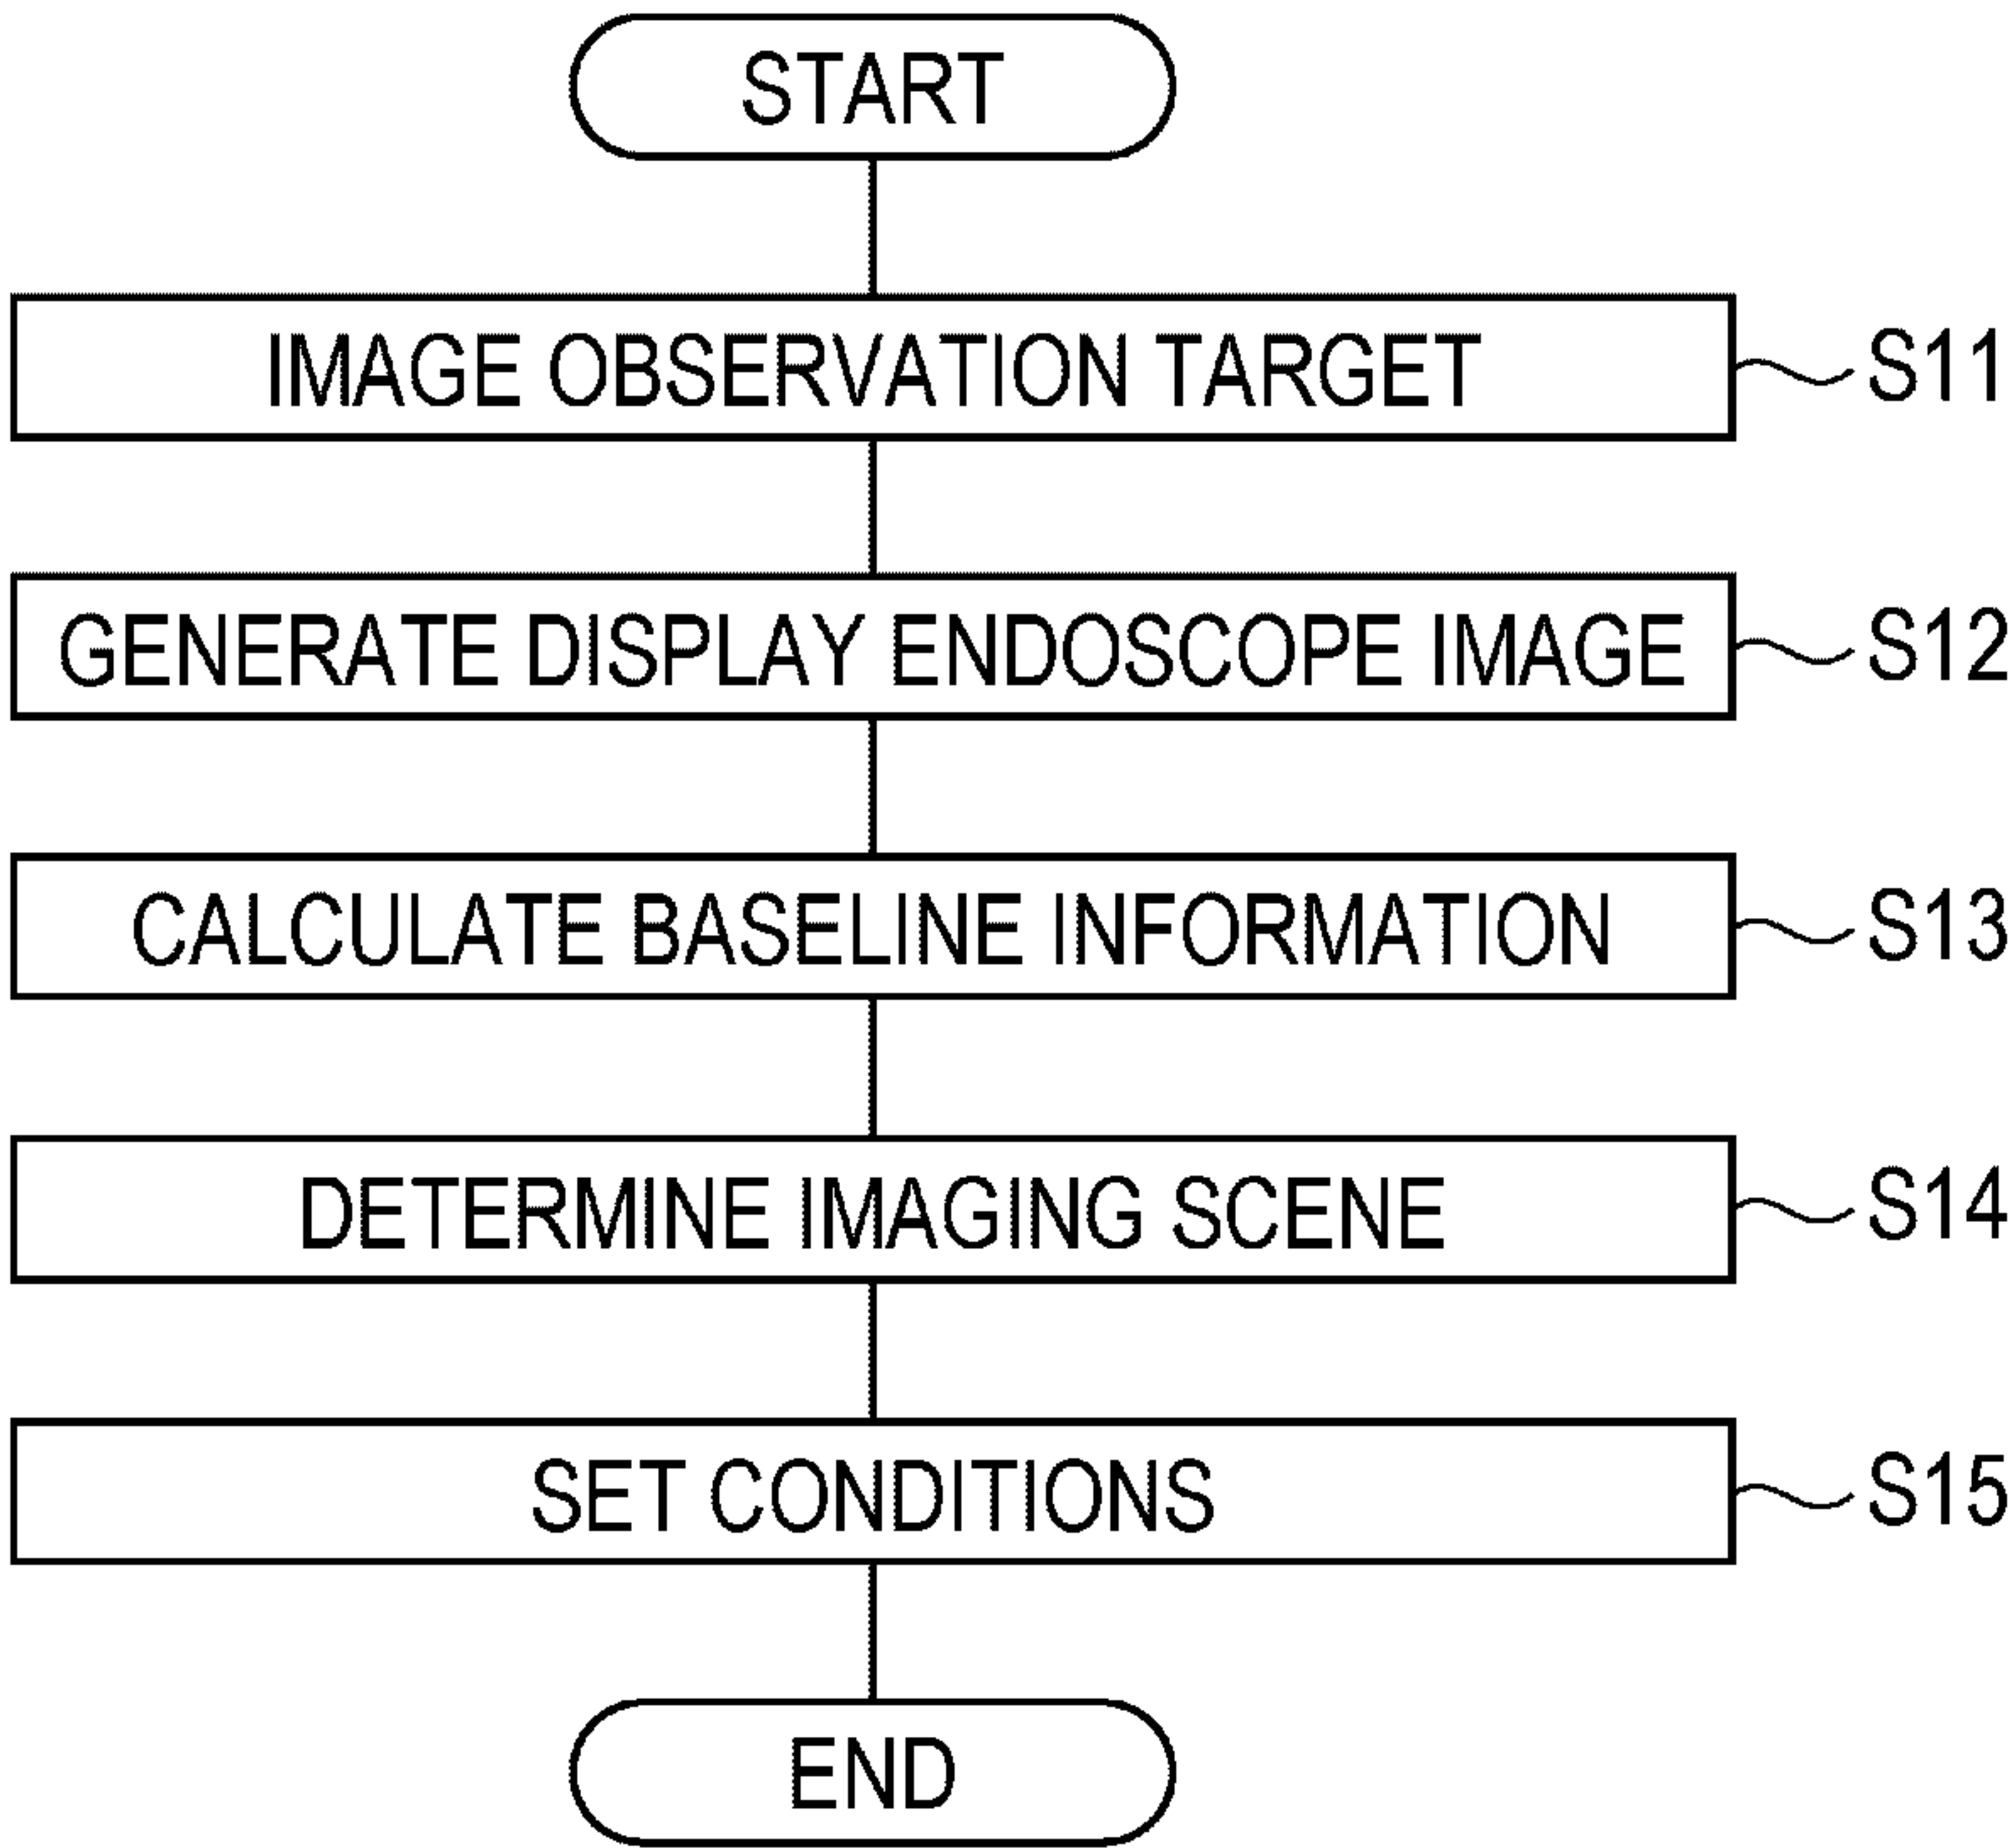 START
IMAGE OBSERVATION TARGET S11
GENERATE DISPLAY ENDOSCOPE IMAGE S12
CALCULATE BASELINE INFORMATION S13
DETERMINE IMAGING SCENE S14
SET CONDITIONS S15
END